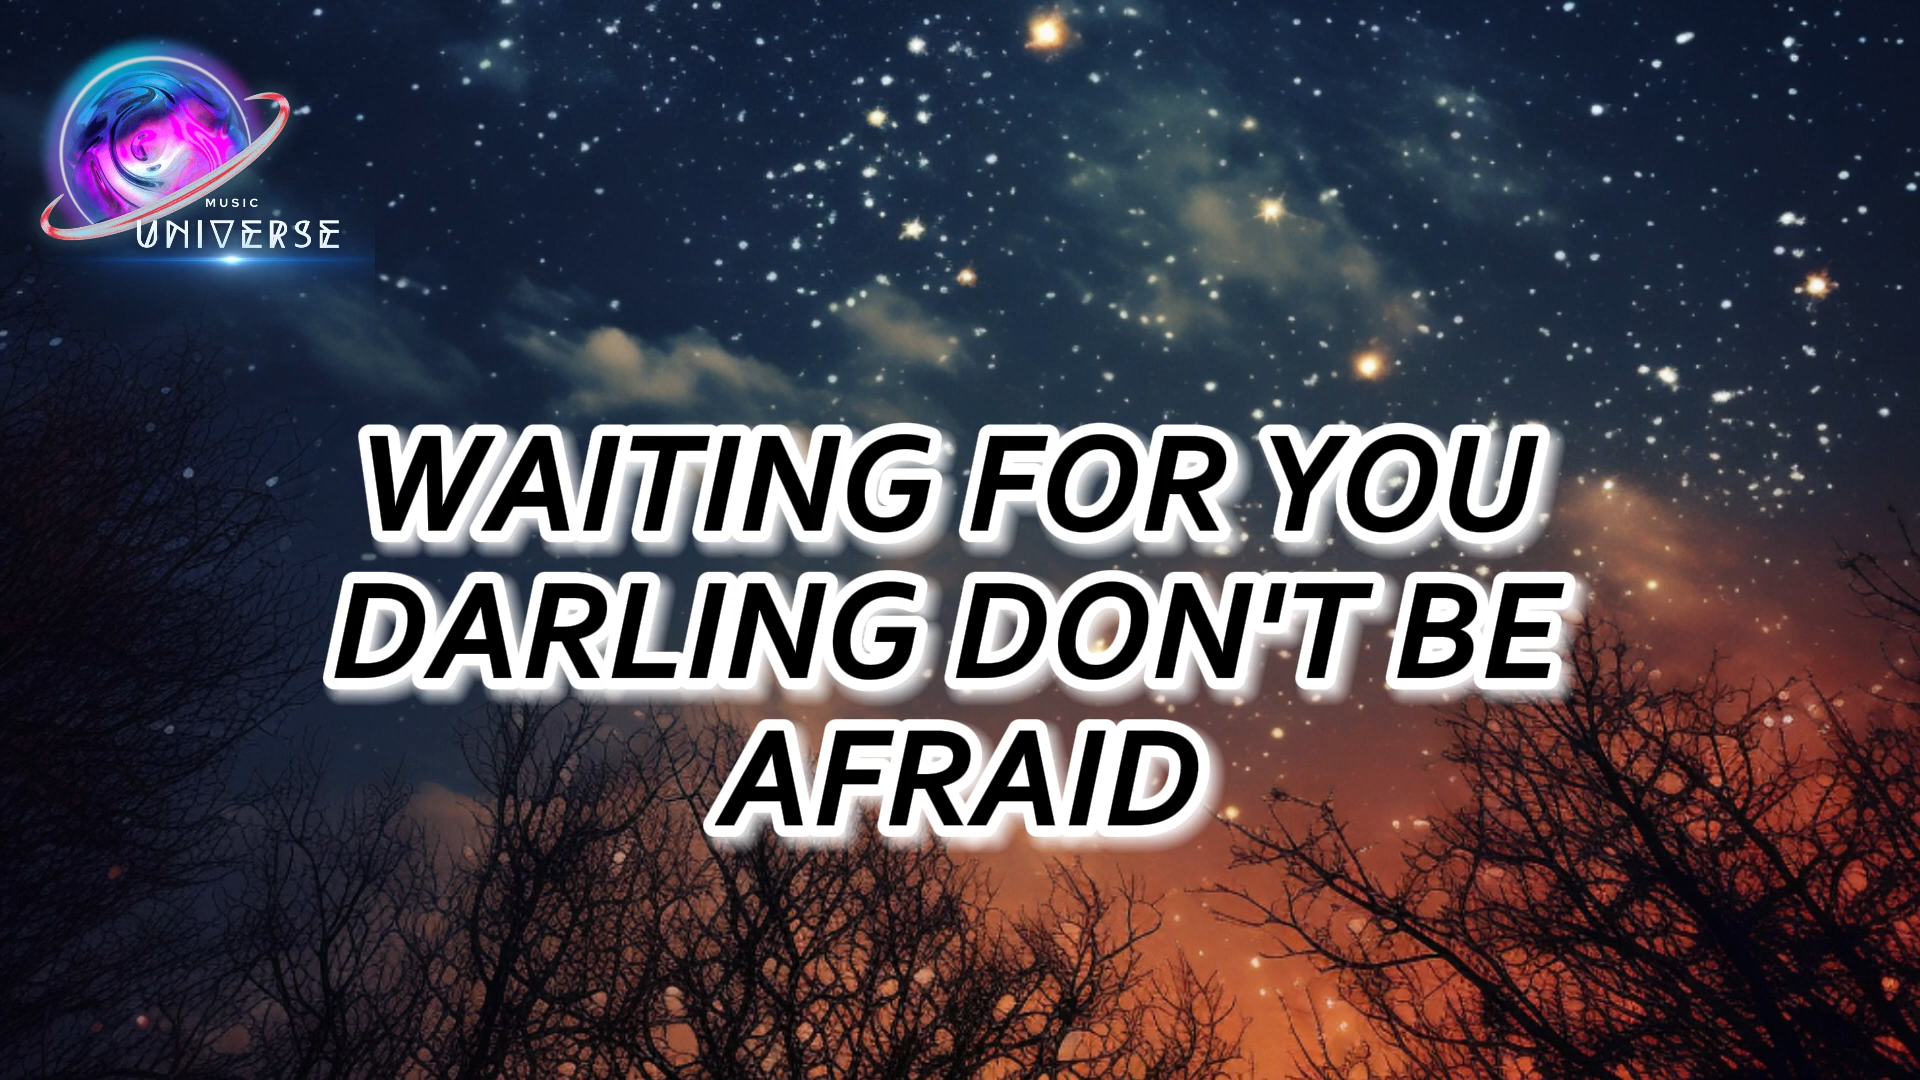 MUSIC
UNIVERSE
WAITING FOR YOU
DARLING DON'T BE
AFRAID